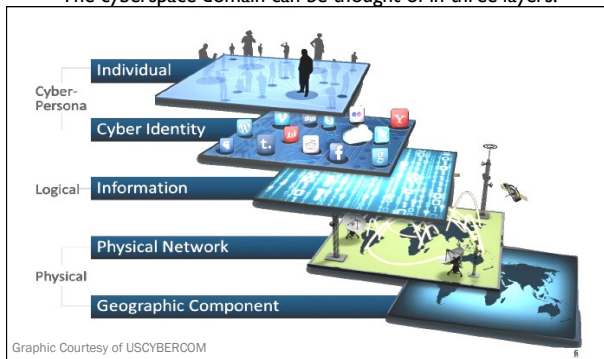 The cyberspace domain can be thought of in three layers.
Individual
Cyber-
Persona
Cyber Identity
Logical
Information
Physical Network
Physical
Geographic Component
Graphic Courtesy of USCYBERCOM